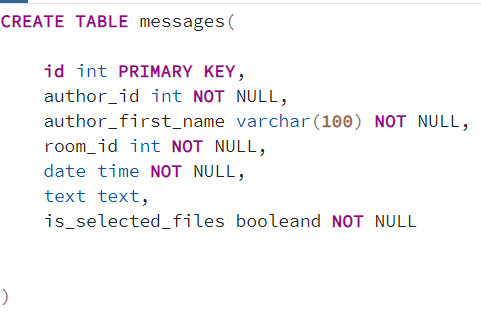 CREATE TABLE messages(
id int PRIMARY KEY,
author_id int NOT NULL,
author_first_name varchar(100) NOT NULL,
room_id int NOT NULL,
date time NOT NULL,
text text,
is_selected_files booleand NOT NULL
)